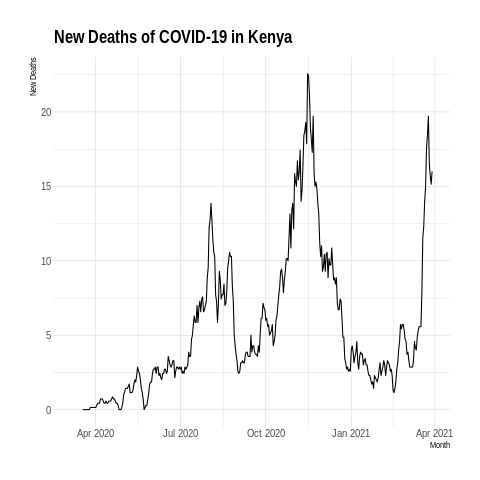 New Deaths of COVID-19 in Kenya
New Deaths
20
15
10
5
0
Apr 2020
Jul 2020
Oct 2020
Jan 2021
Apr 2021
Month